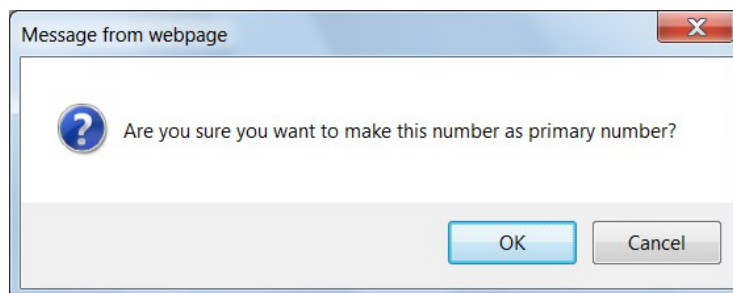 Message from webpage
Are you sure you want to make this number as primary number?
OK
Cancel